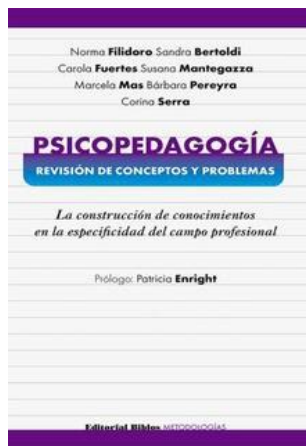 Norma Filidoro Sandra Bertoldi
Carola Fuertes Susana Mantegazza
Marcela Mas Bárbara Pereyra
Corina Serra
PSICOPEDAGOGÍA
REVISIÓN DE CONCEPTOS Y PROBLEMAS
La construcción de conocimientos
en la especificidad del campo profesional
Prólogo: Patricia Enright
Editorial Biblos METODOLOGÍAS